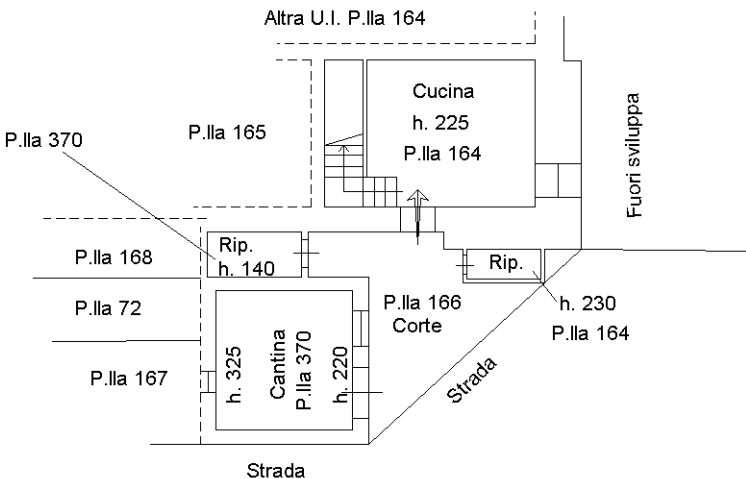 Altra U.I. P.lla 164
Cucina
h. 225
P.lla 164
P.lla 165
P.lla 370
Fuori sviluppa
Rip.
h. 140
P.lla 168
Rip.
P.lla 72
P.lla 166
Corte
h. 230
P.lla 164
P.lla 167
h. 325
Cantina
P.lla 370
h. 220
Strada
Strada